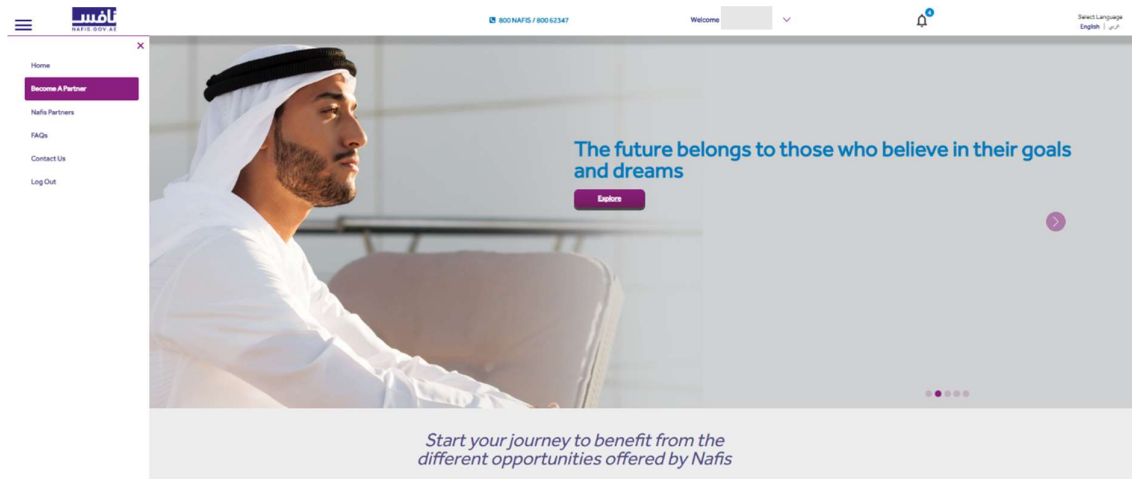 نافس
NAFIS.GOV.AE
800 NAFIS / 800 62347
Welcome
4
Select Language
English | عربي
Home
Become A Partner
Nafis Partners
FAQs
Contact Us
Log Out
The future belongs to those who believe in their goals
and dreams
Explore
Start your journey to benefit from the
different opportunities offered by Nafis